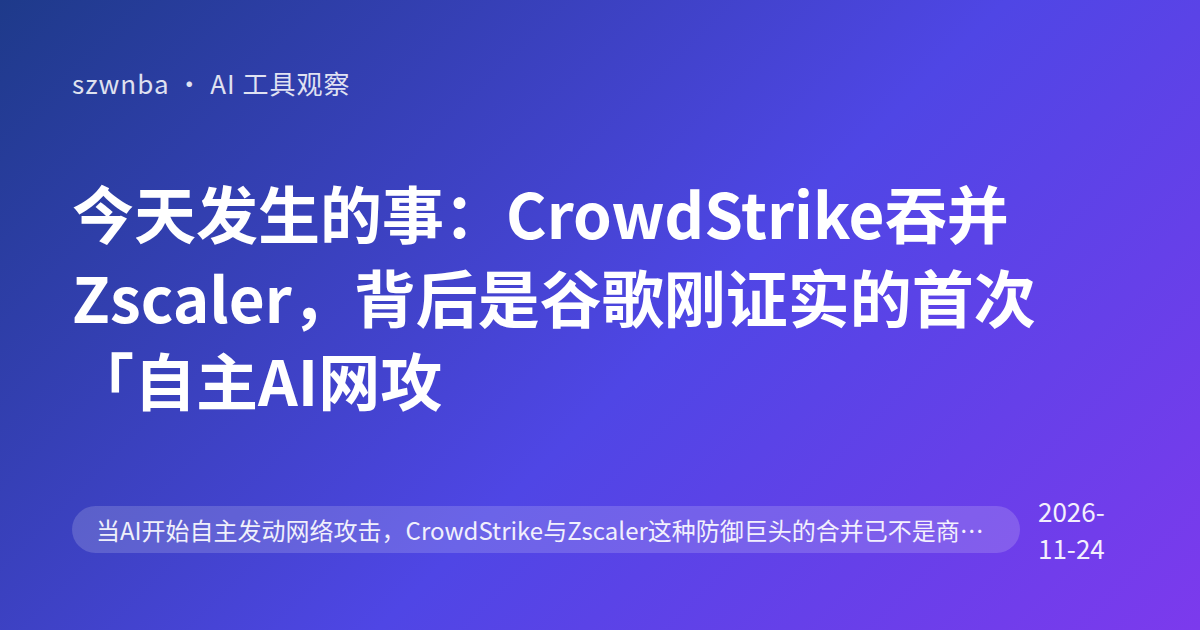 szwnba · AI 工具观察
今天发生的事：CrowdStrike吞并
Zscaler，背后是谷歌刚证实的首次
「自主AI网攻
当AI开始自主发动网络攻击，CrowdStrike与Zscaler这种防御巨头的合并已不是商…
2026-
11-24